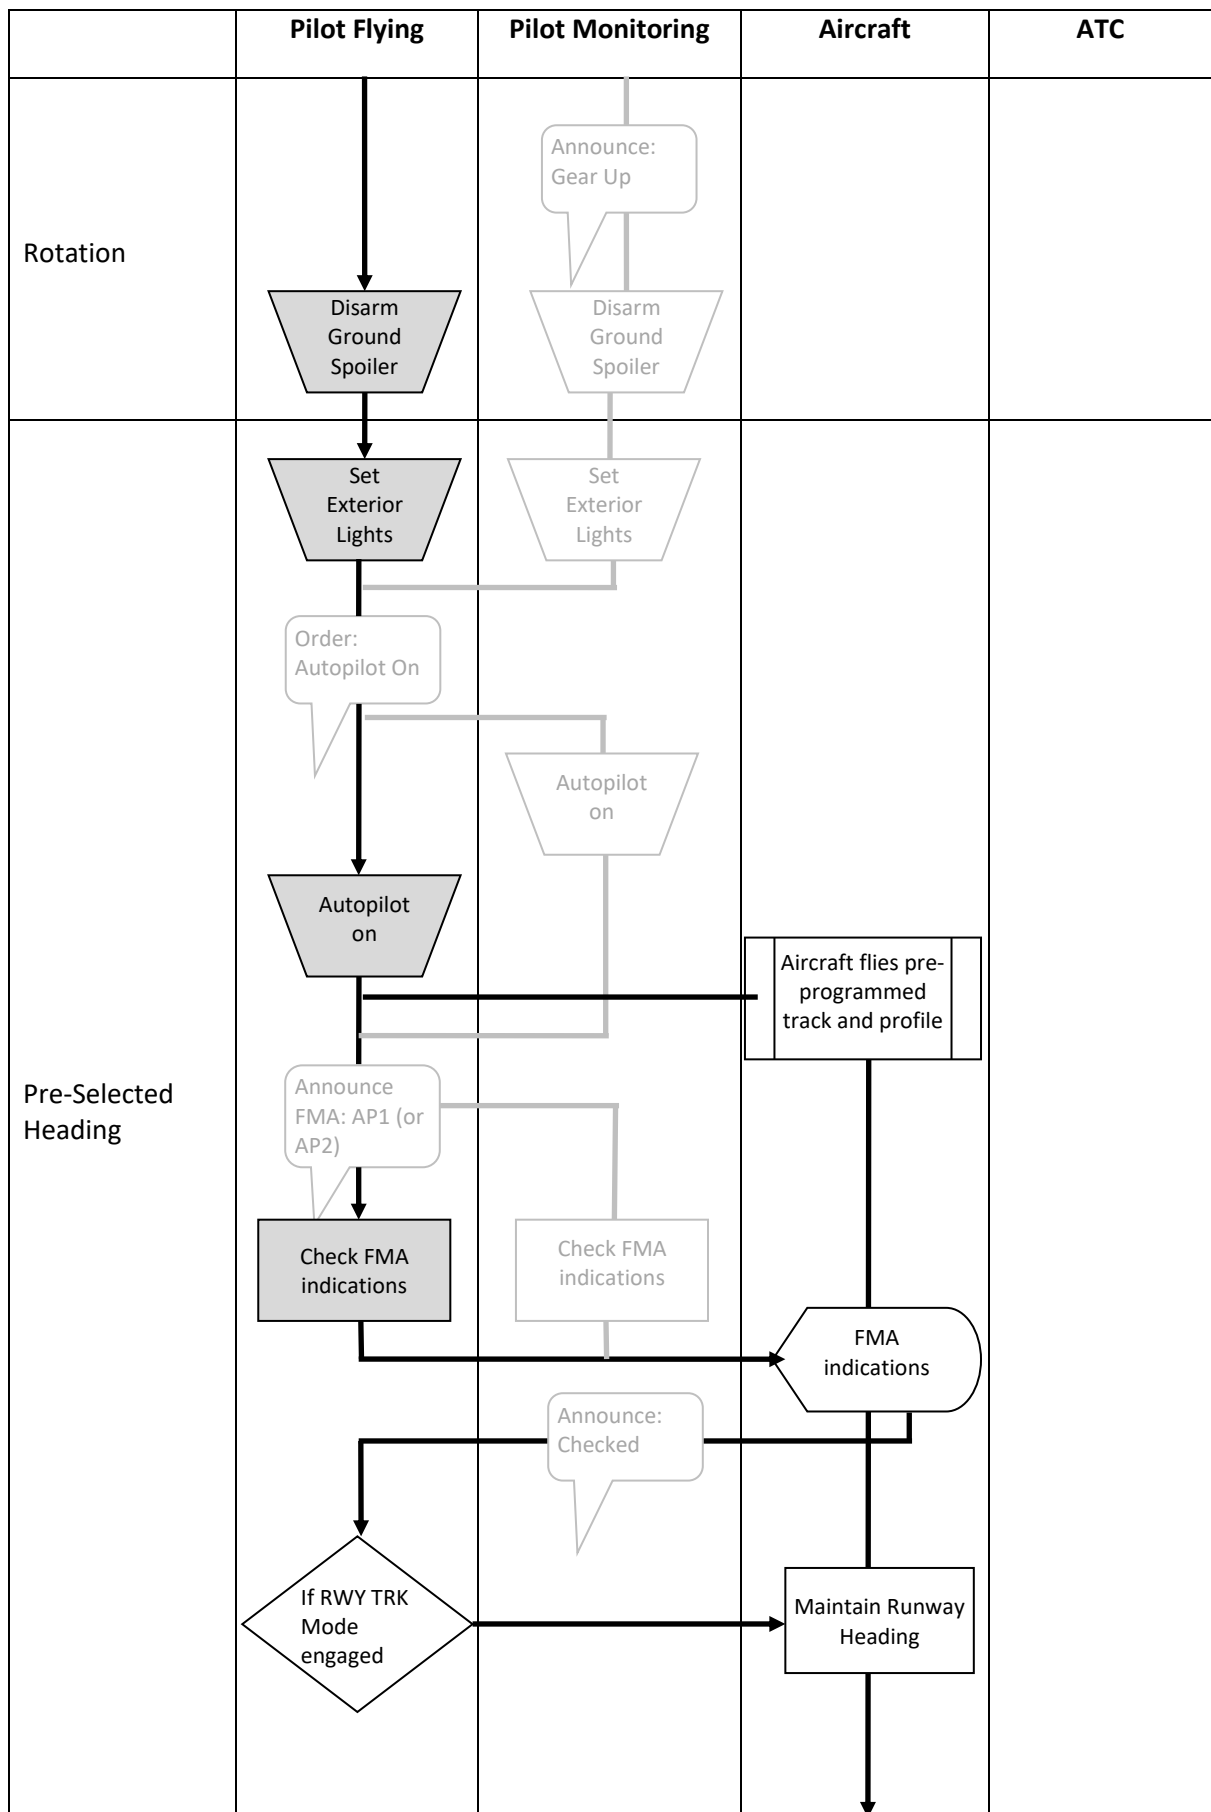 Pilot Flying
Pilot Monitoring
Aircraft
ATC
Rotation
Announce:
Gear Up
Disarm
Ground
Spoiler
Disarm
Ground
Spoiler
Pre-Selected
Heading
Set
Exterior
Lights
Set
Exterior
Lights
Order:
Autopilot On
Autopilot
on
Autopilot
on
Aircraft flies pre-
programmed
track and profile
Announce
FMA: AP1 (or
AP2)
Check FMA
indications
Check FMA
indications
FMA
indications
Announce:
Checked
If RWY TRK
Mode
engaged
Maintain Runway
Heading